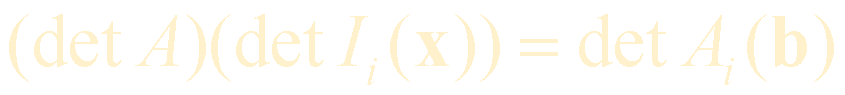 (det A)(det I_i(x)) = det A_i(b)